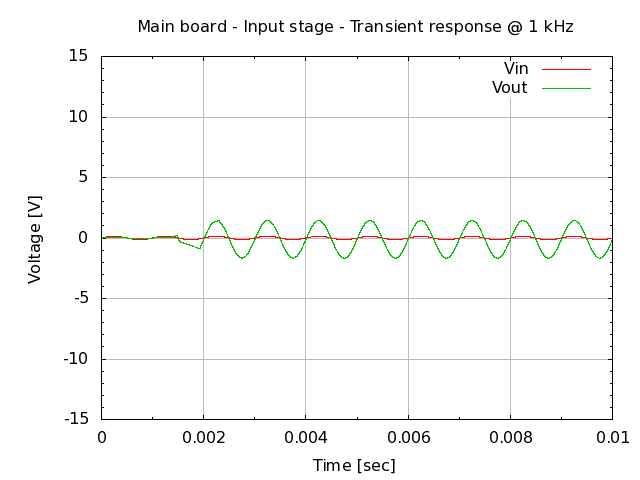 Main board - Input stage - Transient response @ 1 kHz
15
10
5
0
-5
-10
-15
Voltage [V]
Vin
Vout
0 0.002 0.004 0.006 0.008 0.01
Time [sec]